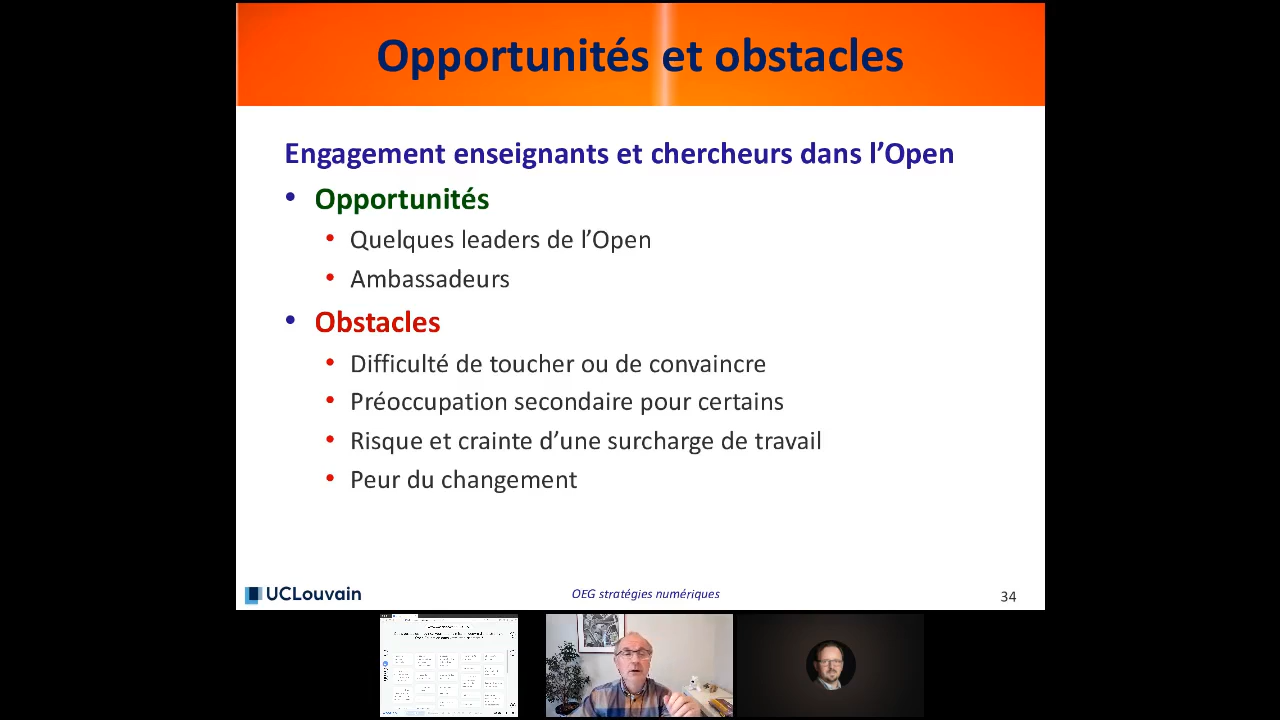 Opportunités et obstacles
Engagement enseignants et chercheurs dans l’Open
• Opportunités
• Quelques leaders de l’Open
• Ambassadeurs
• Obstacles
• Difficulté de toucher ou de convaincre
• Préoccupation secondaire pour certains
• Risque et crainte d’une surcharge de travail
• Peur du changement
UCLouvain
OEG stratégies numériques
34